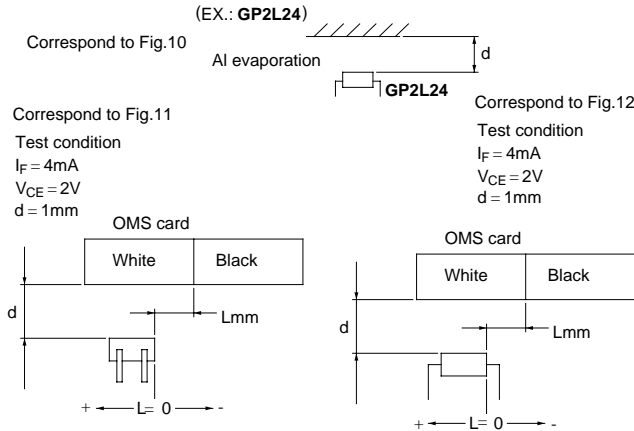 (EX.: GP2L24)
Correspond to Fig.10
d
Al evaporation
GP2L24
Correspond to Fig.11
Test condition
IF = 4mA
VCE = 2V
d = 1mm
OMS card
White Black
d
Lmm
+ L= 0 -
Correspond to Fig.12
Test condition
IF = 4mA
VCE = 2V
d = 1mm
OMS card
White Black
d
Lmm
+ L= 0 -